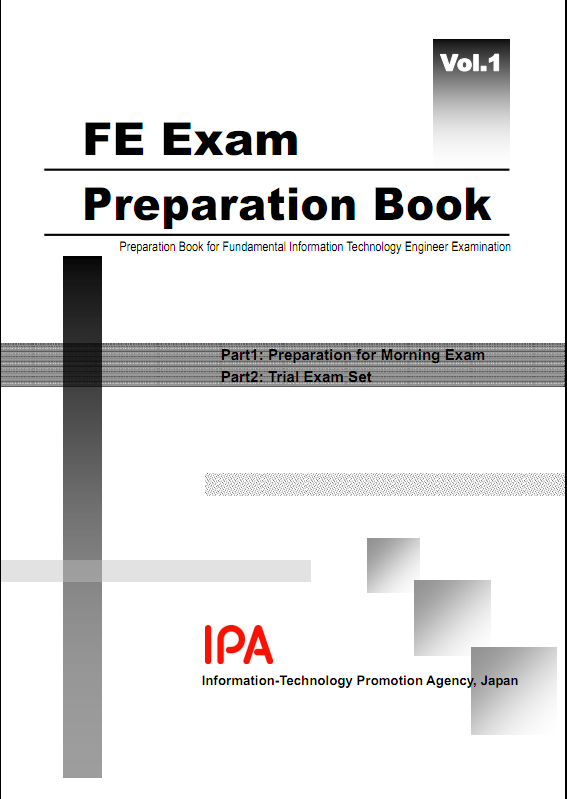 Vol.1
FE Exam
Preparation Book
Preparation Book for Fundamental Information Technology Engineer Examination
Part1: Preparation for Morning Exam
Part2: Trial Exam Set
IPA
Information-Technology Promotion Agency, Japan